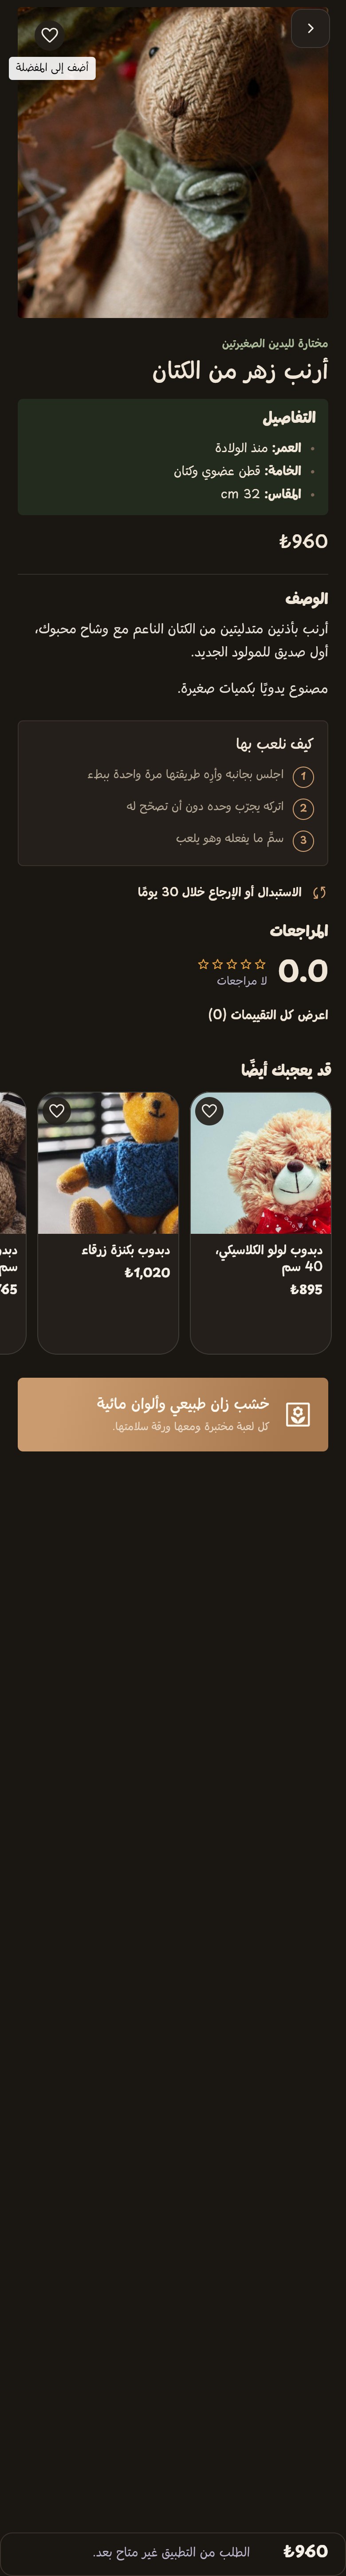 أضف إلى المفضلة
مختارة لليدين الصغيرتين
أرنب زهر من الكتان
التفاصيل
العمر: منذ الولادة
الخامة: قطن عضوي وكتان
المقاس: 32 cm
₺960
الوصف
أرنب بأذنين متدليتين من الكتان الناعم مع وشاح محبوك،
أول صديق للمولود الجديد.
مصنوع يدويًا بكميات صغيرة.
كيف نلعب بها
1 اجلس بجانبه وأره طريقتها مرة واحدة ببطء
2 اتركه يجرّب وحده دون أن تصحّح له
3 سمِّ ما يفعله وهو يلعب
الاستبدال أو الإرجاع خلال 30 يومًا
المراجعات
0.0
لا مراجعات
اعرض كل التقييمات (0)
قد يعجبك أيضًا
دبدوب لولو الكلاسيكي،
40 سم
₺895
دبدوب بكنزة زرقاء
₺1,020
خشب زان طبيعي وألوان مائية
كل لعبة مختبرة ومعها ورقة سلامتها.
₺960
الطلب من التطبيق غير متاح بعد.